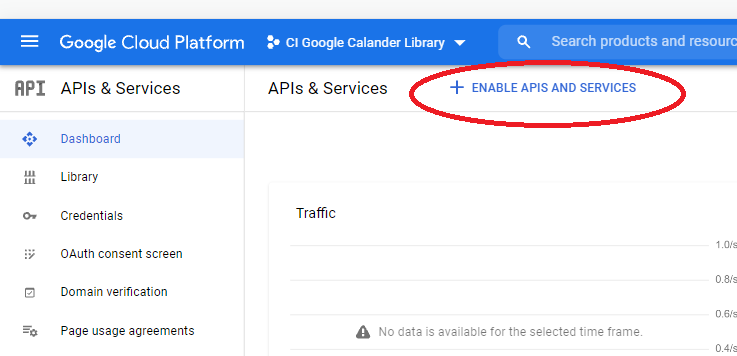 Google Cloud Platform
CI Google Calander Library
Search products and resourc
API APIs & Services
APIs & Services
+ ENABLE APIS AND SERVICES
Dashboard
Library
Credentials
OAuth consent screen
Domain verification
Page usage agreements
Traffic
1.0/s
0.8/s
0.6/s
No data is available for the selected time frame.
0.4/s